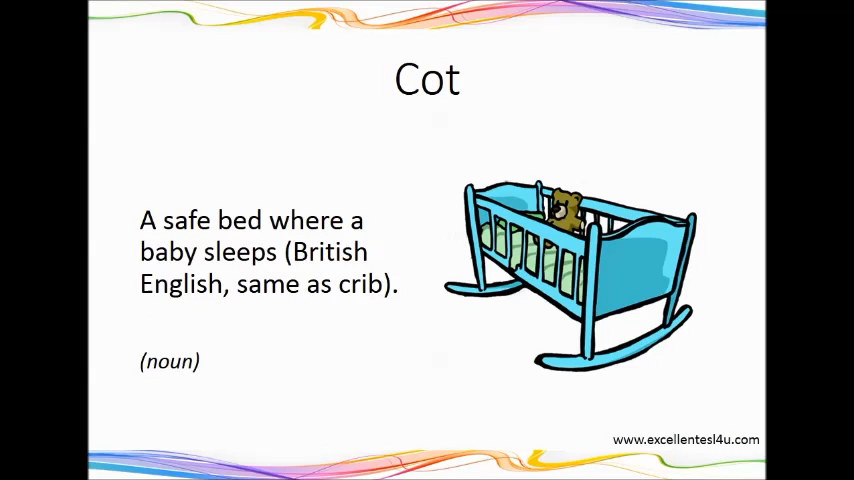 Cot
A safe bed where a
baby sleeps (British
English, same as crib).
(noun)
www.excellentesl4u.com